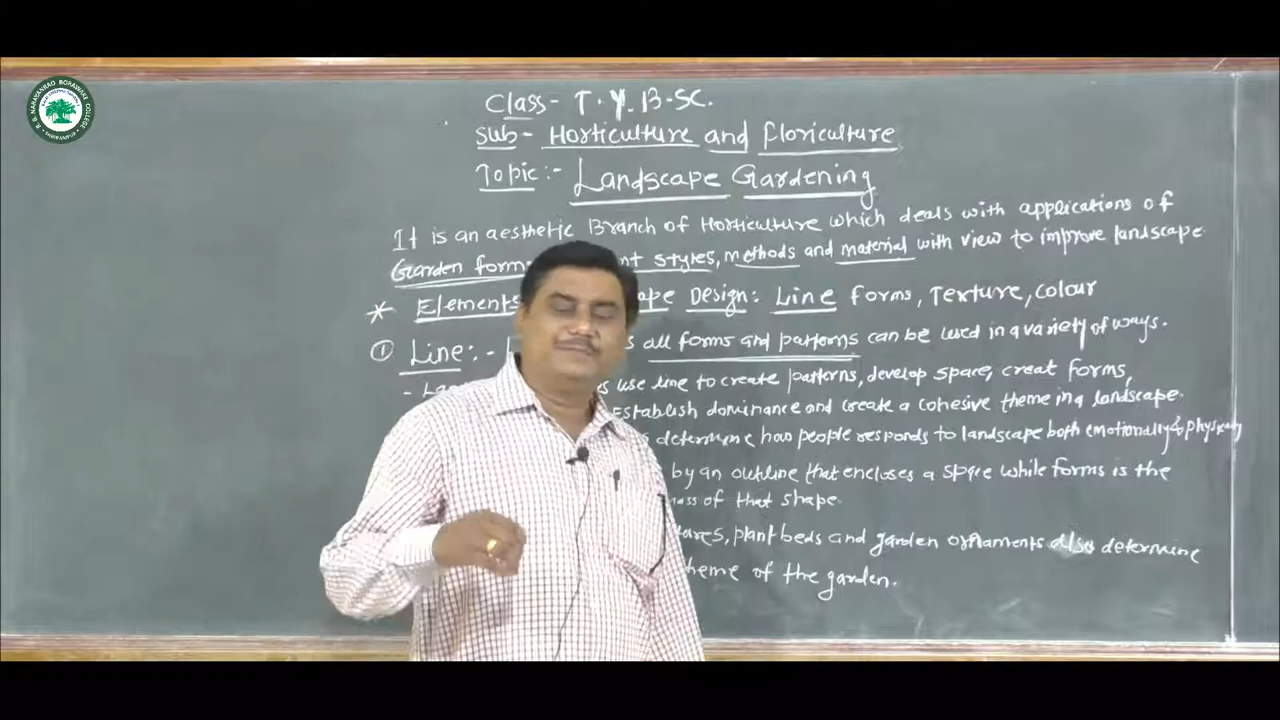 R. B. NARAYANRAO BORAWAKE COLLEGE
SHRIRAMPUR
Class- T.Y.B-SC.
Sub- Horticulture and Floriculture
Topic:- Landscape Gardening
It is an aesthetic Branch of Horticulture which deals with applications of
Garden form styles, methods and material with view to improve landscape
* Elements Design: Line forms, Texture, colour
① Line:- all forms and patterns can be used in a variety of ways.
use line to create patterns, develop space, creat forms,
Establish dominance and create a cohesive theme in a landscape.
determine how people responds to landscape both emotionally & physically
by an outline that encloses a space while forms is the
mass of that shape.
plant beds and garden ornaments also determine
theme of the garden.